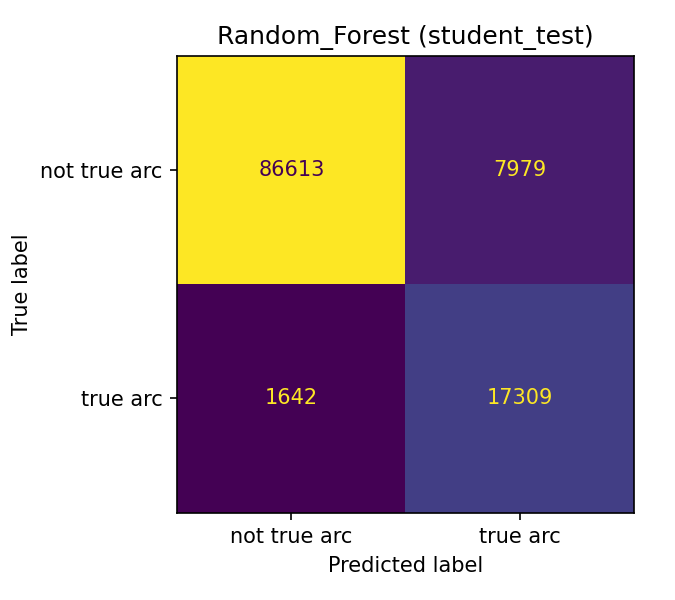 Random_Forest (student_test)
True label
not true arc
86613
7979
true arc
1642
17309
not true arc
true arc
Predicted label